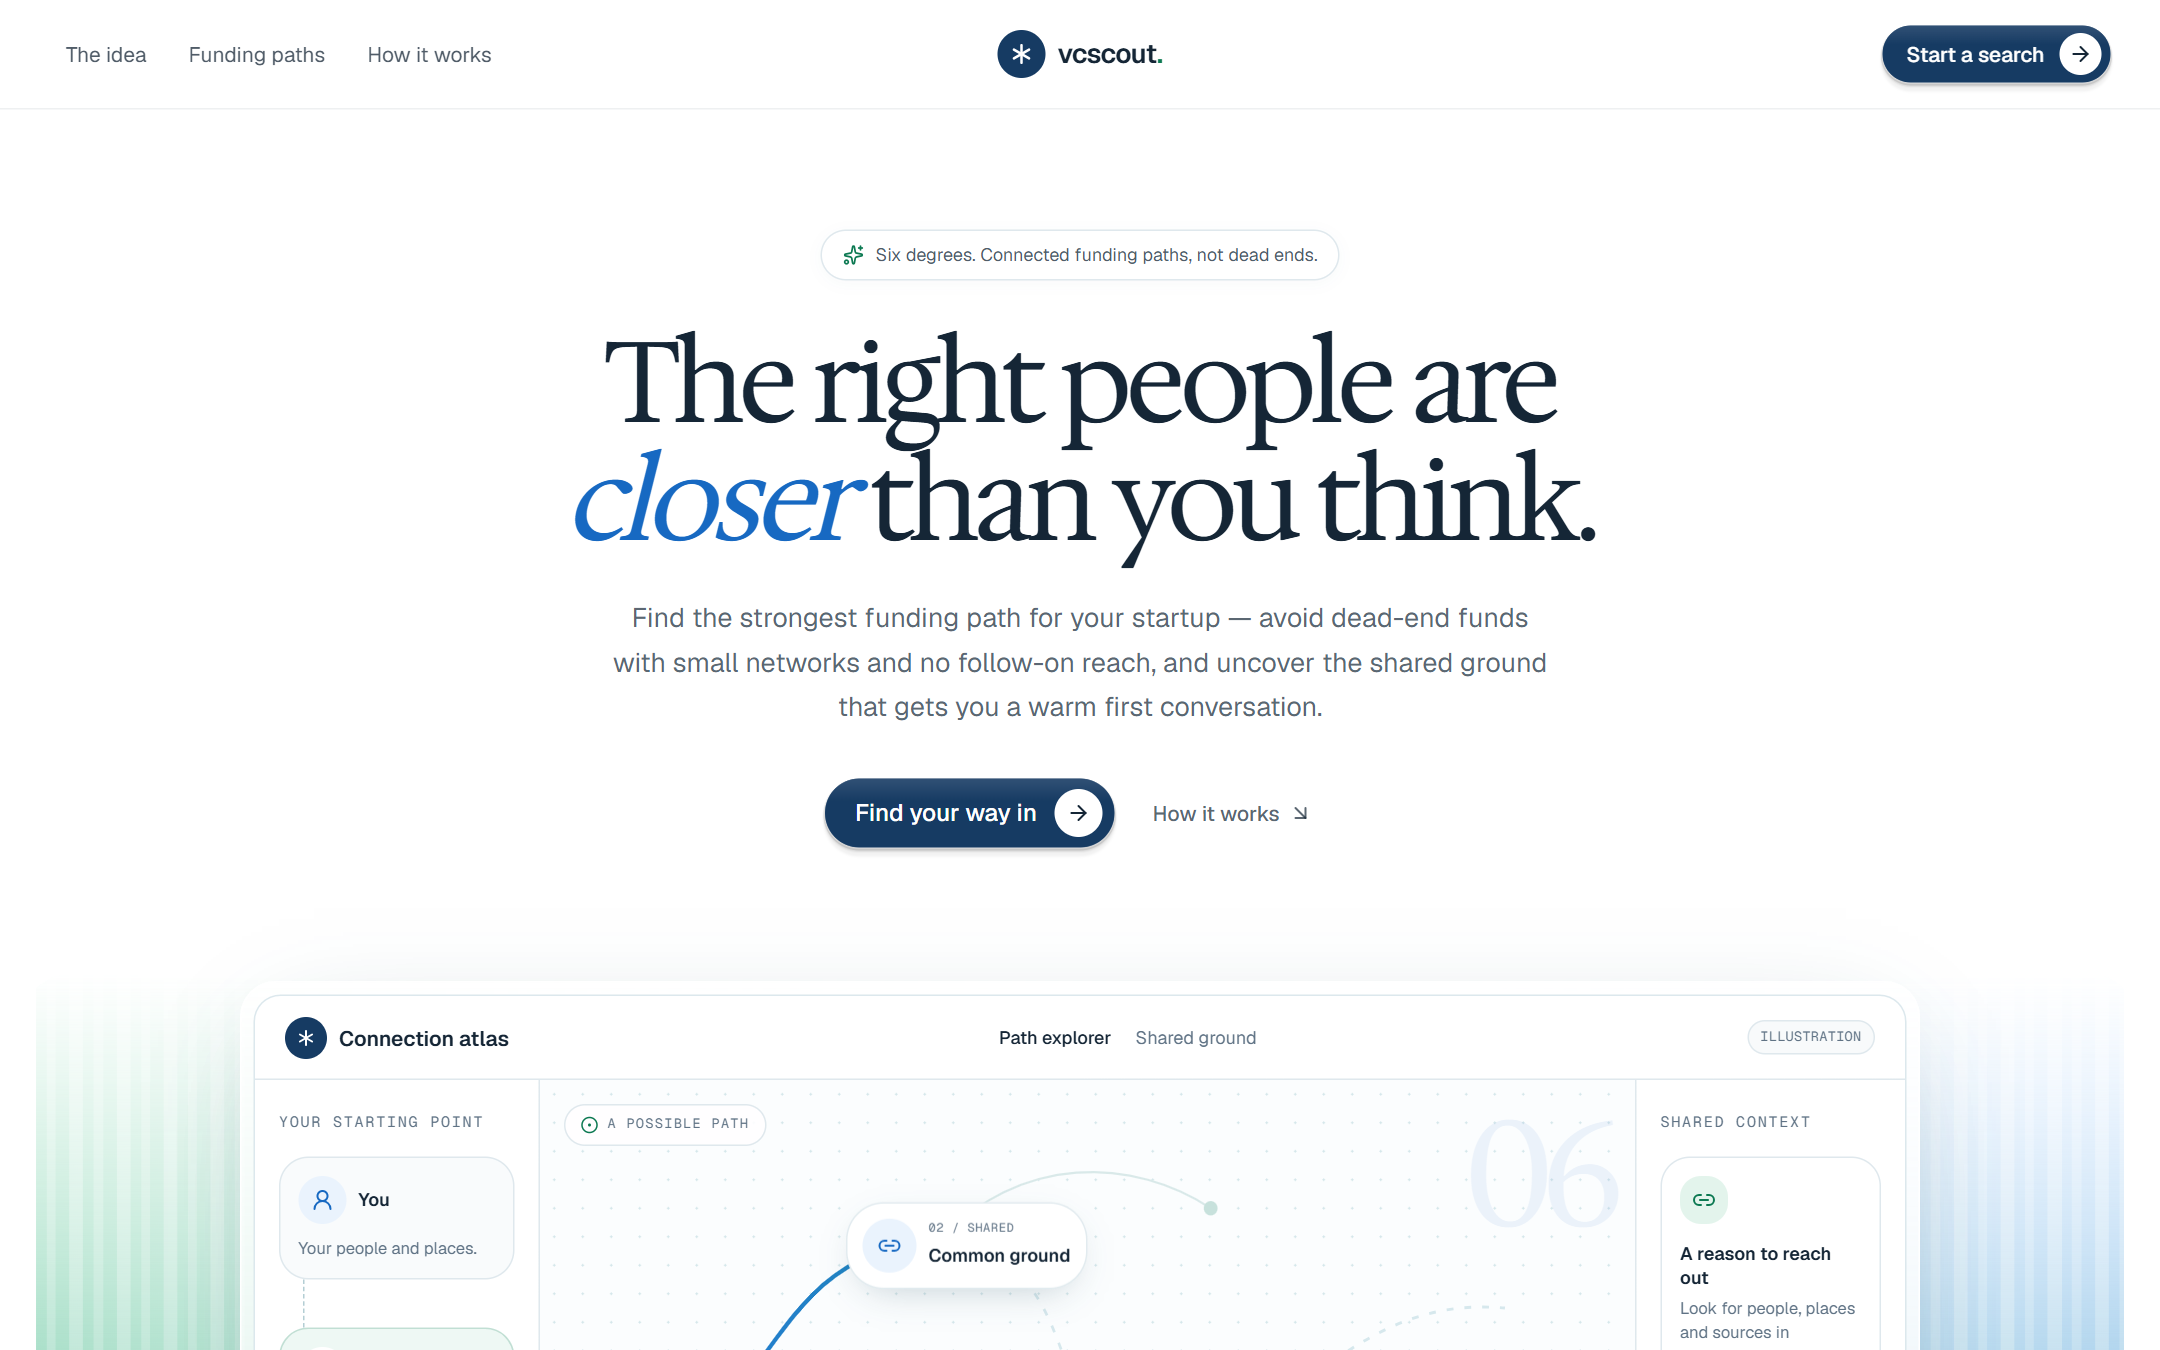 The idea
Funding paths
How it works
vcscout.
Start a search
Six degrees. Connected funding paths, not dead ends.
The right people are
closer than you think.
Find the strongest funding path for your startup — avoid dead-end funds
with small networks and no follow-on reach, and uncover the shared ground
that gets you a warm first conversation.
Find your way in
How it works
Connection atlas
Path explorer
Shared ground
ILLUSTRATION
YOUR STARTING POINT
You
Your people and places.
A POSSIBLE PATH
06
02 / SHARED
Common ground
SHARED CONTEXT
A reason to reach
out
Look for people, places
and sources in